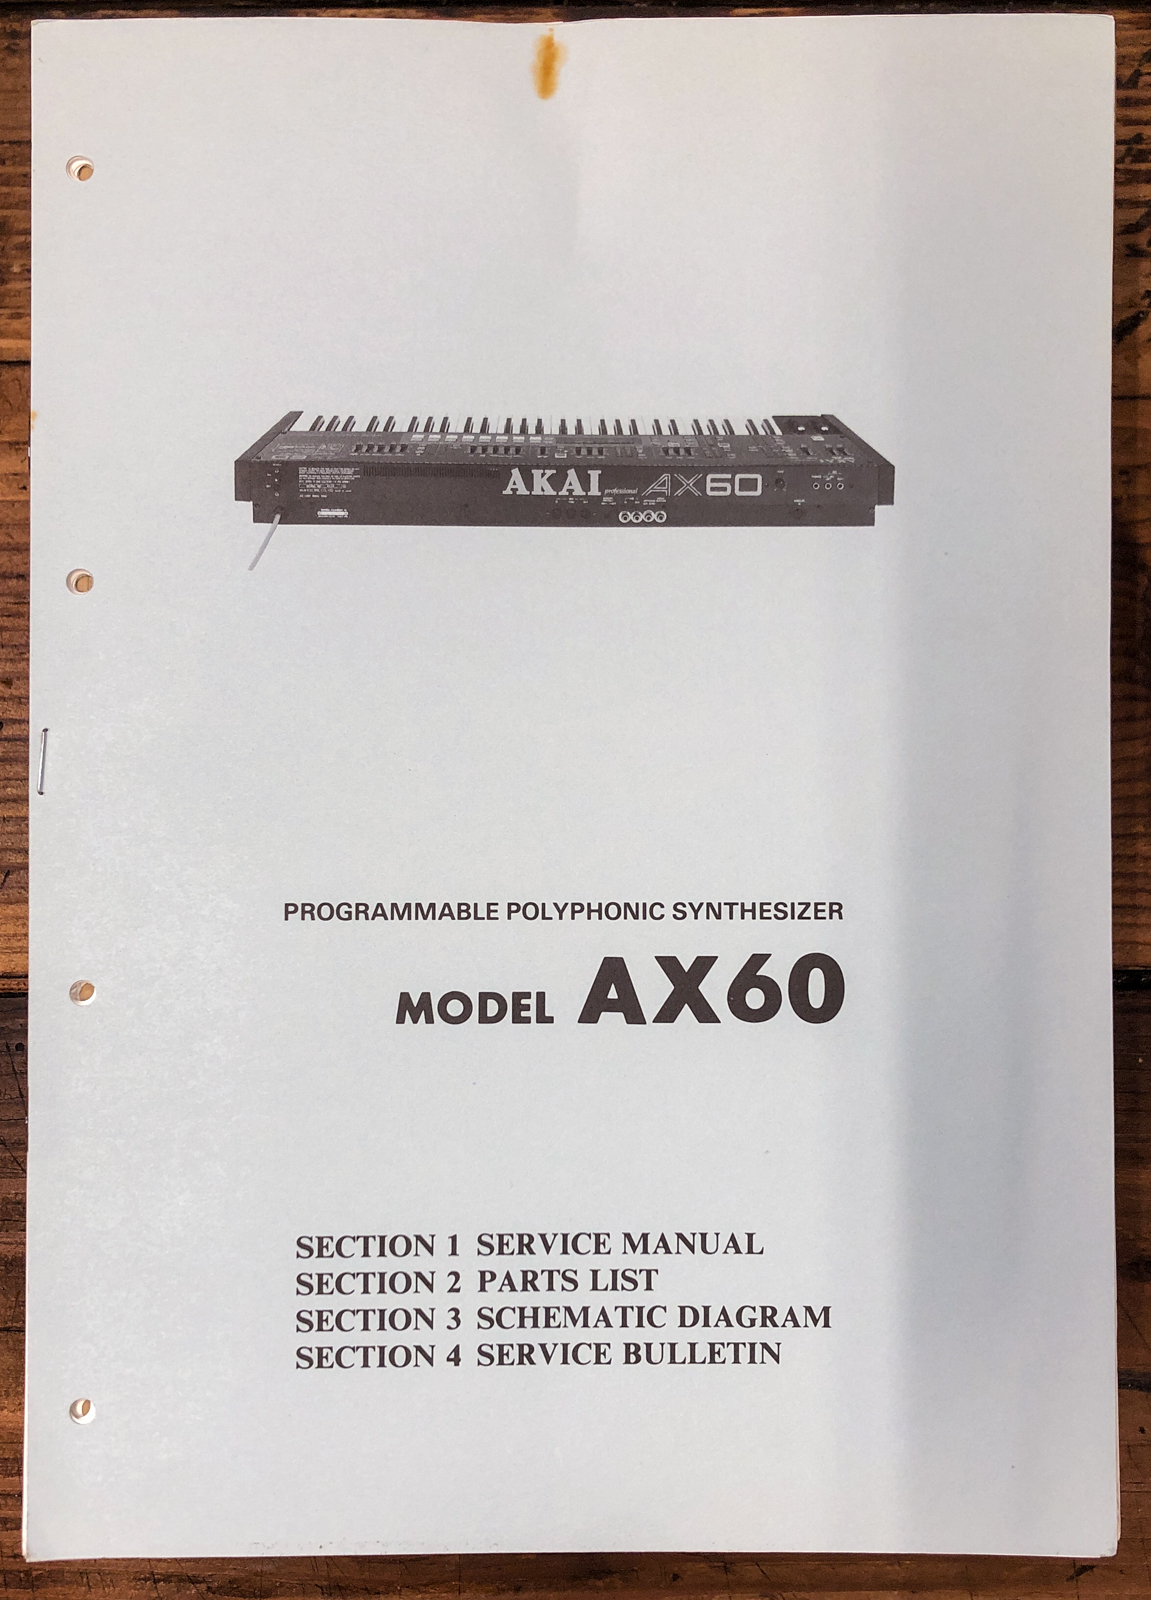 AKAI professional AX60
PROGRAMMABLE POLYPHONIC SYNTHESIZER
MODEL AX60
SECTION 1 SERVICE MANUAL
SECTION 2 PARTS LIST
SECTION 3 SCHEMATIC DIAGRAM
SECTION 4 SERVICE BULLETIN